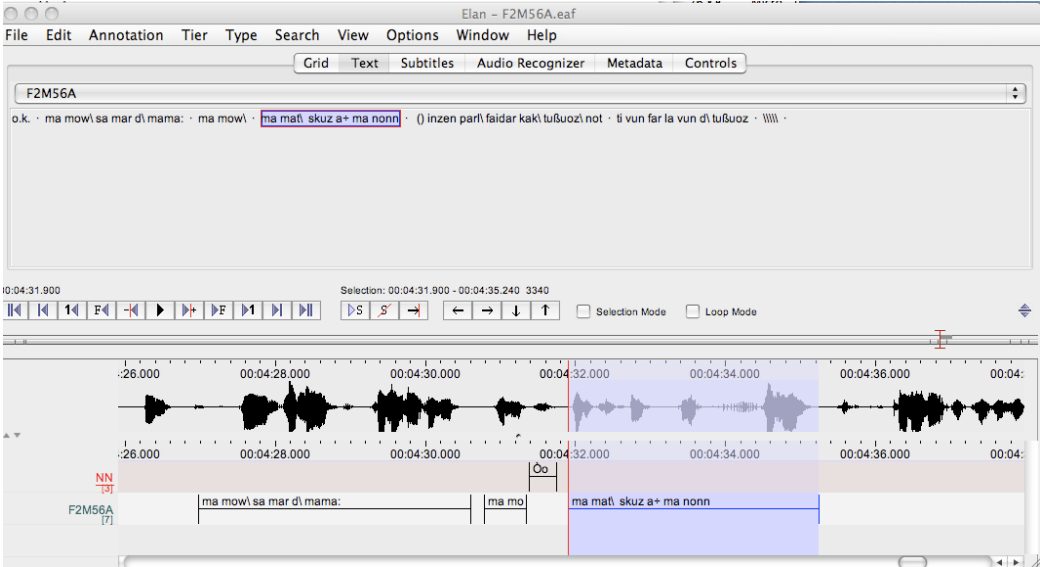 Elan – F2M56A.eaf
File Edit Annotation Tier Type Search View Options Window Help
Grid Text Subtitles Audio Recognizer Metadata Controls
F2M56A
o.k. · ma mow\ sa mar d\ mama: · ma mow\ · ma mat\ skuz a÷ ma nonn · () inzen parl\ faidar kak\ tußuoz\ not · ti vun far la vun d\ tußuoz · \\\\\ ·
00:04:31.900
Selection: 00:04:31.900 - 00:04:35.240 3340
S S Selection Mode Loop Mode
:26.000 00:04:28.000 00:04:30.000 00:04:32.000 00:04:34.000 00:04:36.000 00:04:
:26.000 00:04:28.000 00:04:30.000 00:04:32.000 00:04:34.000 00:04:36.000 00:04:
NN
[3]
Òo
F2M56A
[7]
ma mow\ sa mar d\ mama: ma mo ma mat\ skuz a÷ ma nonn